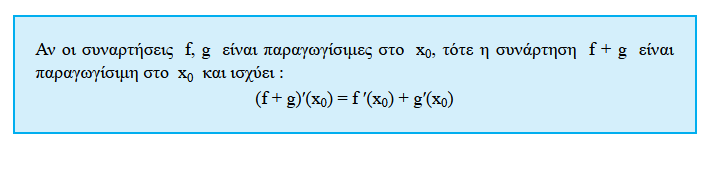 Αν οι συναρτήσεις f, g είναι παραγωγίσιμες στο x₀, τότε η συνάρτηση f + g είναι
παραγωγίσιμη στο x₀ και ισχύει :
(f + g)′(x₀) = f ′(x₀) + g′(x₀)